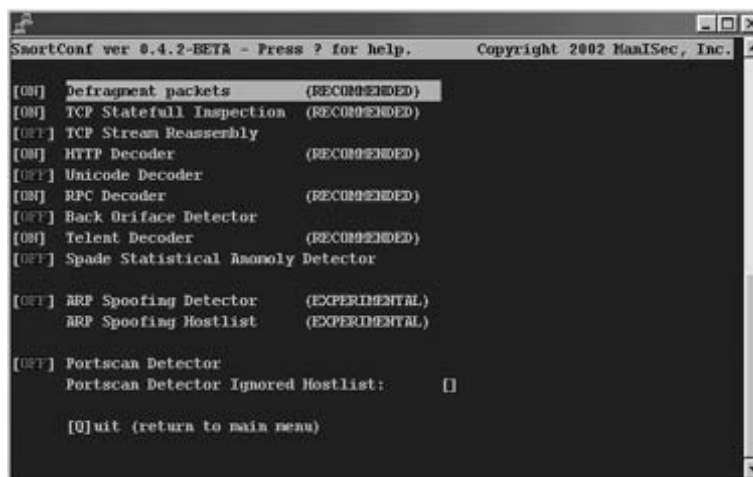 SnortConf ver 0.4.2-BETA - Press ? for help. Copyright 2002 ManISec, Inc.
[ON] Defragment packets (RECOMMENDED)
[ON] TCP Statefull Inspection (RECOMMENDED)
[OFF] TCP Stream Reassembly
[ON] HTTP Decoder (RECOMMENDED)
[OFF] Unicode Decoder
[ON] RPC Decoder (RECOMMENDED)
[OFF] Back Oriface Detector
[ON] Telent Decoder (RECOMMENDED)
[OFF] Spade Statistical Anomoly Detector
[OFF] ARP Spoofing Detector (EXPERIMENTAL)
ARP Spoofing Hostlist (EXPERIMENTAL)
[OFF] Portscan Detector
Portscan Detector Ignored Hostlist: []
[Q]uit (return to main menu)